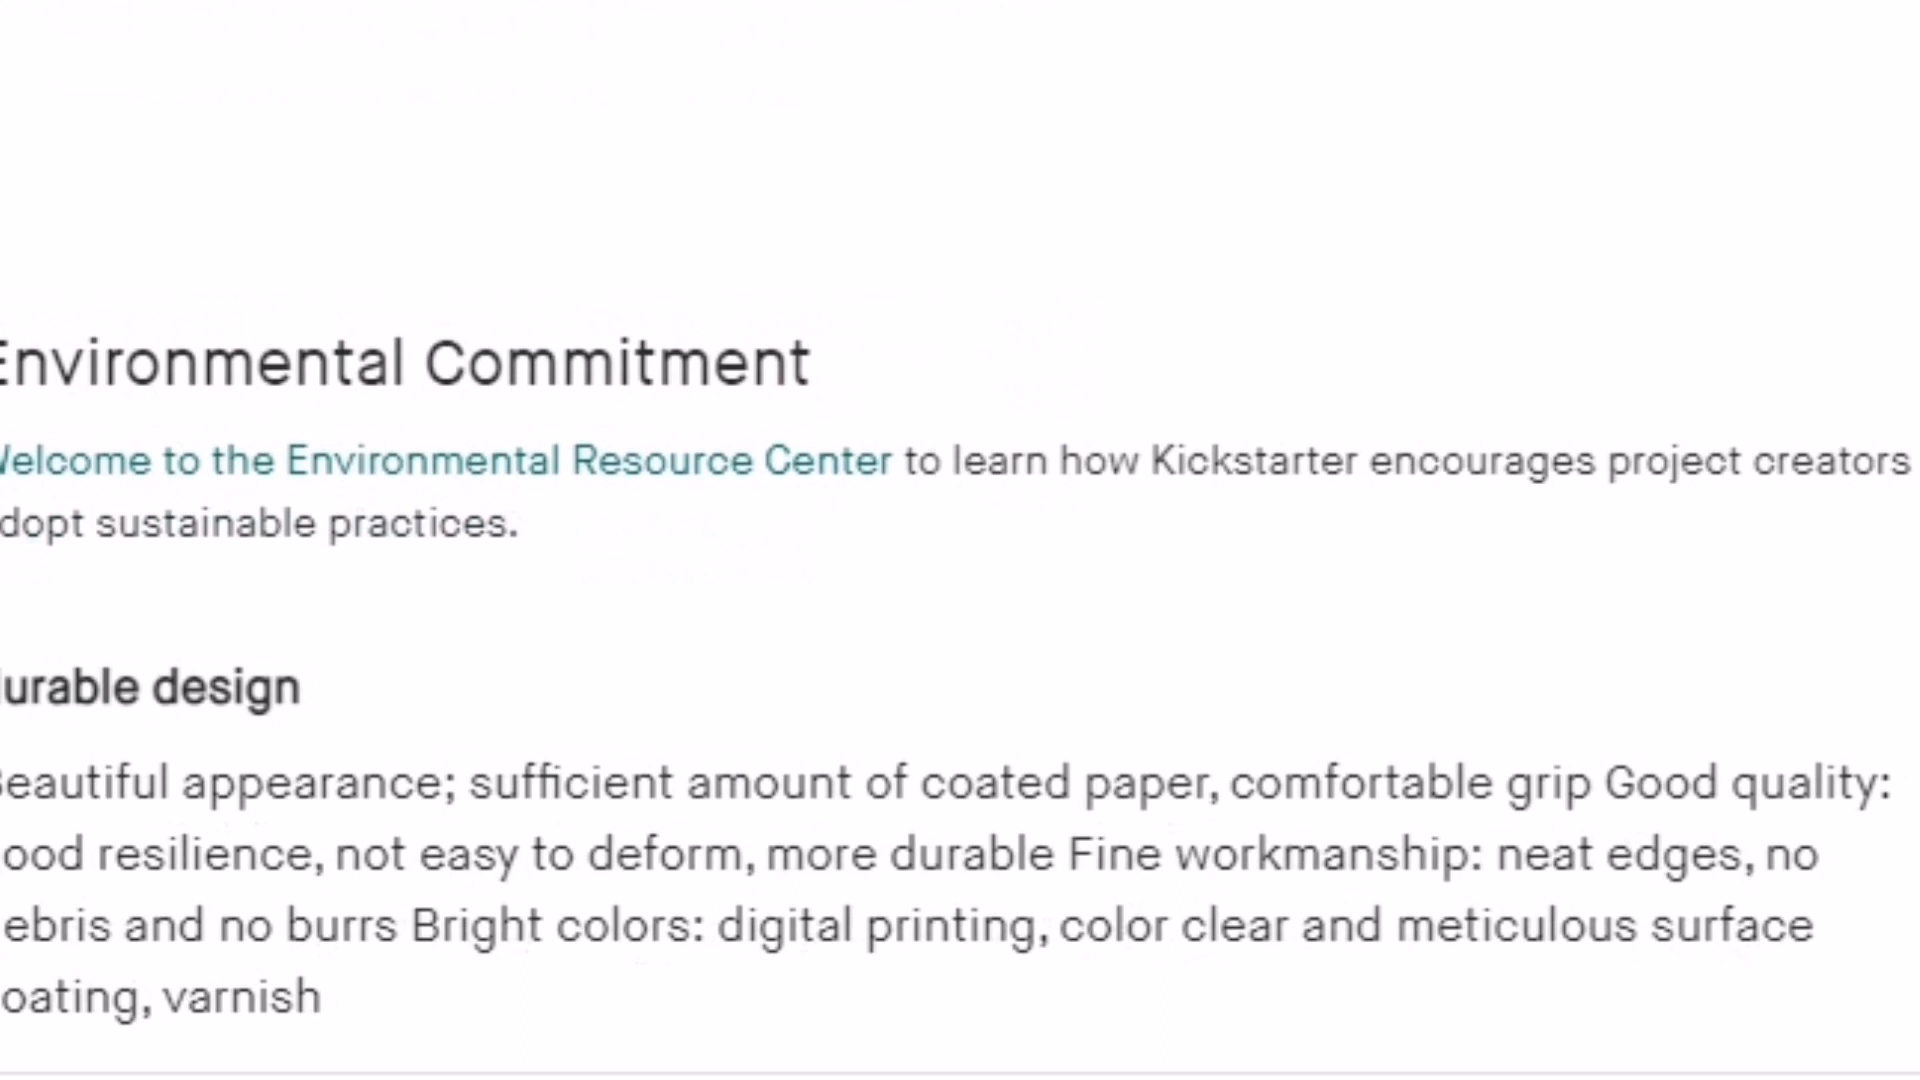 Environmental Commitment
Welcome to the Environmental Resource Center to learn how Kickstarter encourages project creators
dopt sustainable practices.
durable design
Beautiful appearance; sufficient amount of coated paper, comfortable grip Good quality:
ood resilience, not easy to deform, more durable Fine workmanship: neat edges, no
ebris and no burrs Bright colors: digital printing, color clear and meticulous surface
oating, varnish